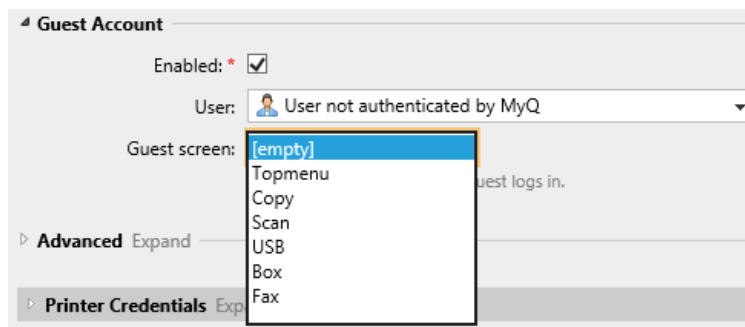 Guest Account
Enabled: *
User: User not authenticated by MyQ
Guest screen: [empty]
Topmenu
uest logs in.
Copy
Scan
Advanced Expand
USB
Box
Fax
Printer Credentials Exp